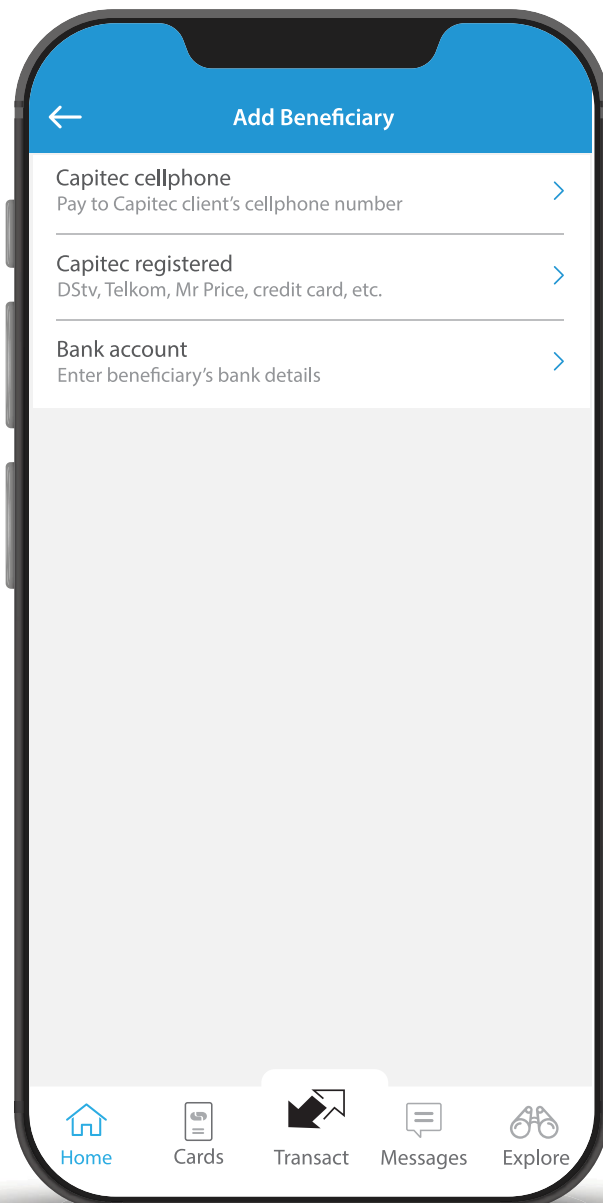 Add Beneficiary
Capitec cellphone
Pay to Capitec client's cellphone number
Capitec registered
DStv, Telkom, Mr Price, credit card, etc.
Bank account
Enter beneficiary's bank details
Home
Cards
Transact
Messages
Explore